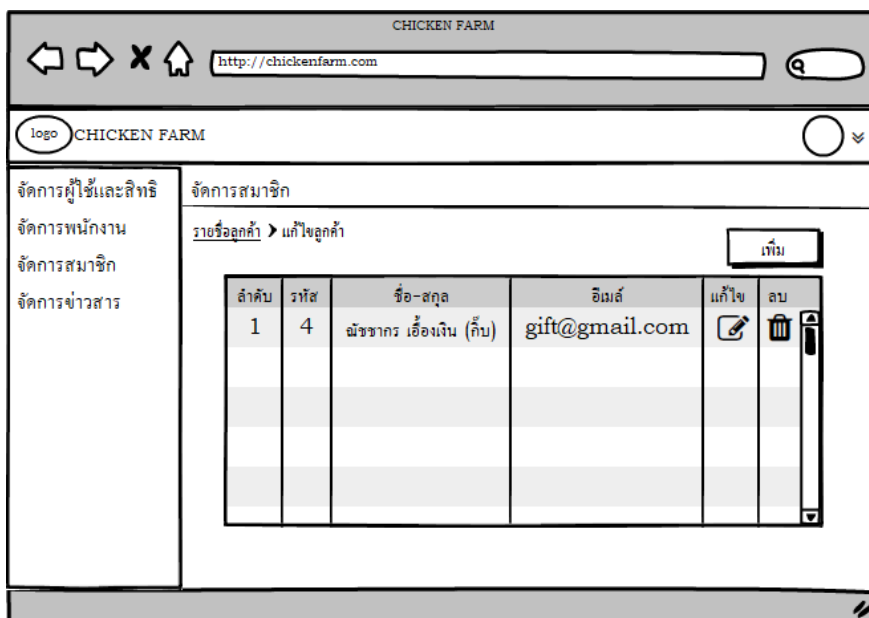 CHICKEN FARM
http://chickenfarm.com
logo CHICKEN FARM
จัดการผู้ใช้และสิทธิ
จัดการพนักงาน
จัดการสมาชิก
จัดการข่าวสาร
จัดการสมาชิก
รายชื่อลูกค้า > แก้ไขลูกค้า
เพิ่ม
ลำดับ รหัส ชื่อ-สกุล อีเมล์ แก้ไข ลบ
1 4 ณัชชากร เอื้องเงิน (กิ๊บ) gift@gmail.com